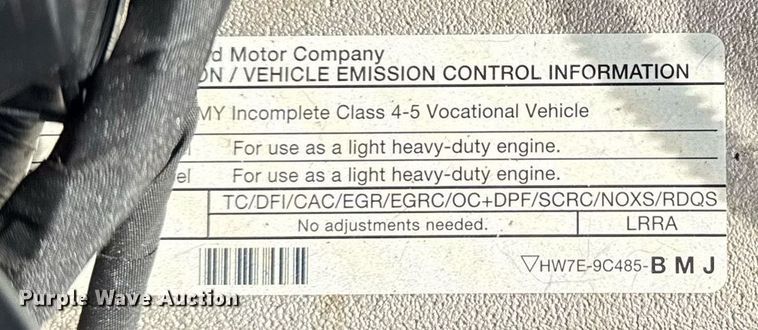 rd Motor Company
ON / VEHICLE EMISSION CONTROL INFORMATION
MY Incomplete Class 4-5 Vocational Vehicle
For use as a light heavy-duty engine.
el For use as a light heavy-duty engine.
TC/DFI/CAC/EGR/EGRC/OC+DPF/SCRC/NOXS/RDQS
No adjustments needed. LRRA
▽HW7E-9C485-B M J
Purple Wave Auction